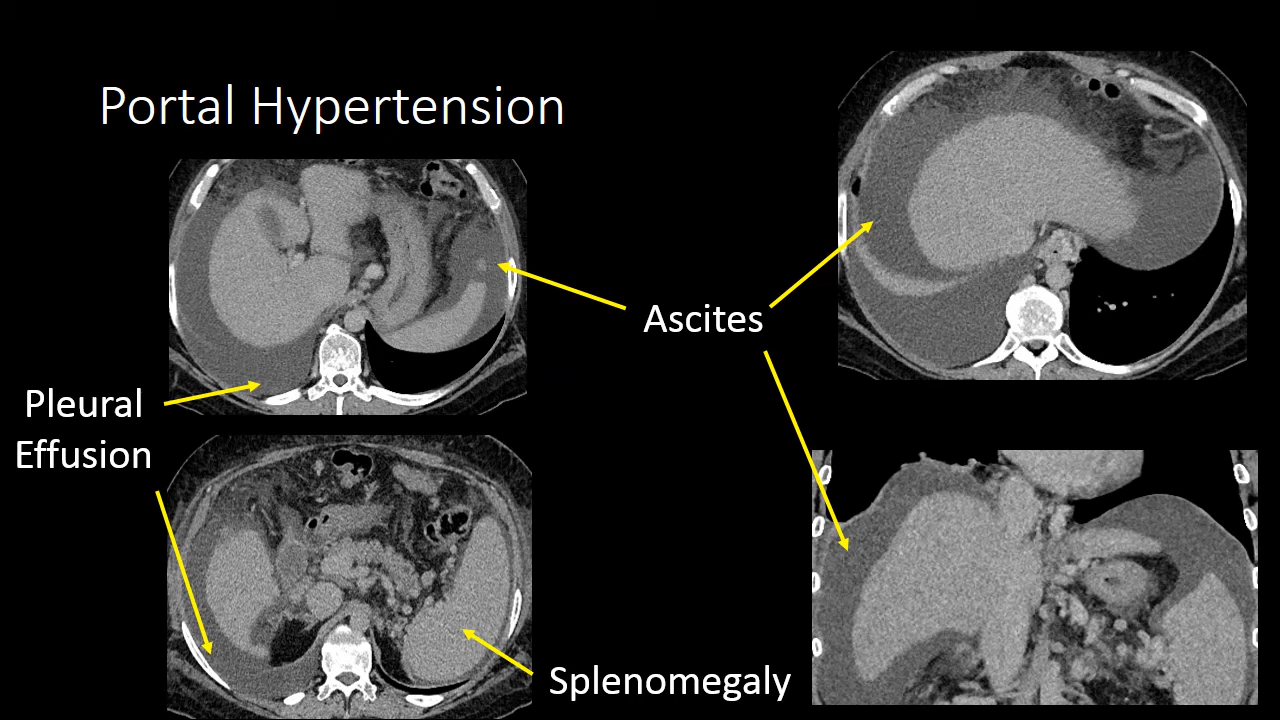 Portal Hypertension
Ascites
Pleural
Effusion
Splenomegaly